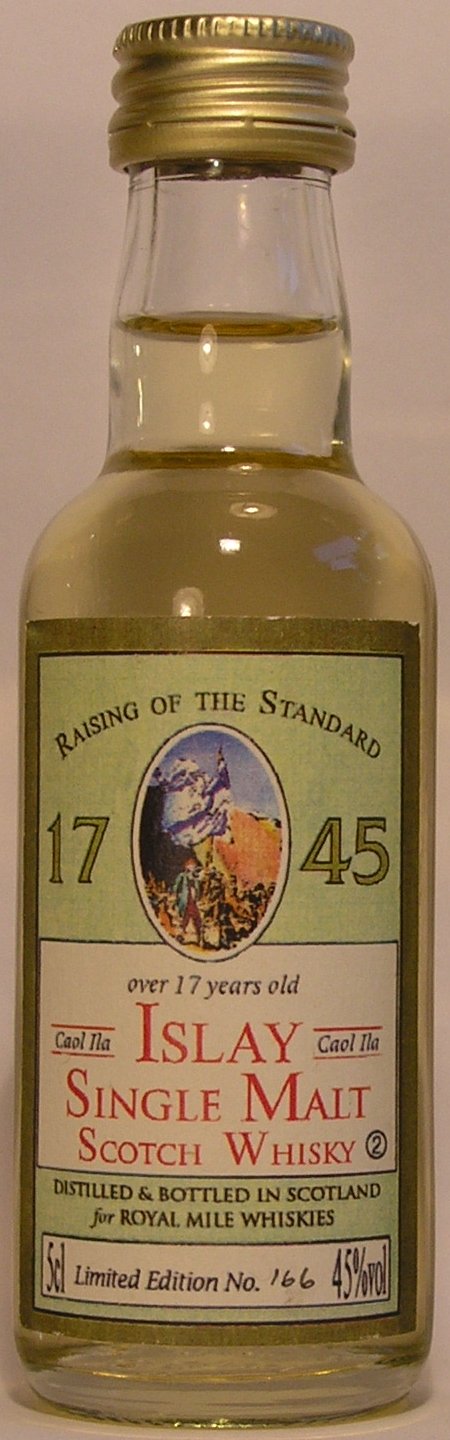 RAISING OF THE STANDARD
17 45
over 17 years old
Caol Ila ISLAY Caol Ila
SINGLE MALT
SCOTCH WHISKY ②
DISTILLED & BOTTLED IN SCOTLAND
for ROYAL MILE WHISKIES
5cl Limited Edition No. 166 45%vol